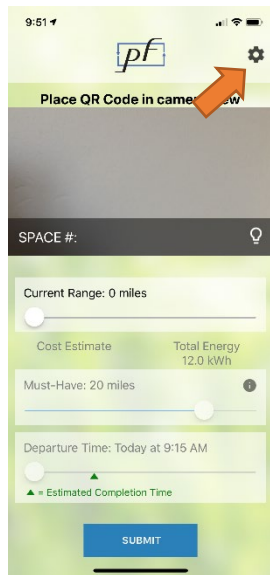 9:51
pf
Place QR Code in camera view
SPACE #:
Current Range: 0 miles
Cost Estimate
Total Energy
12.0 kWh
Must-Have: 20 miles
Departure Time: Today at 9:15 AM
▲ = Estimated Completion Time
SUBMIT